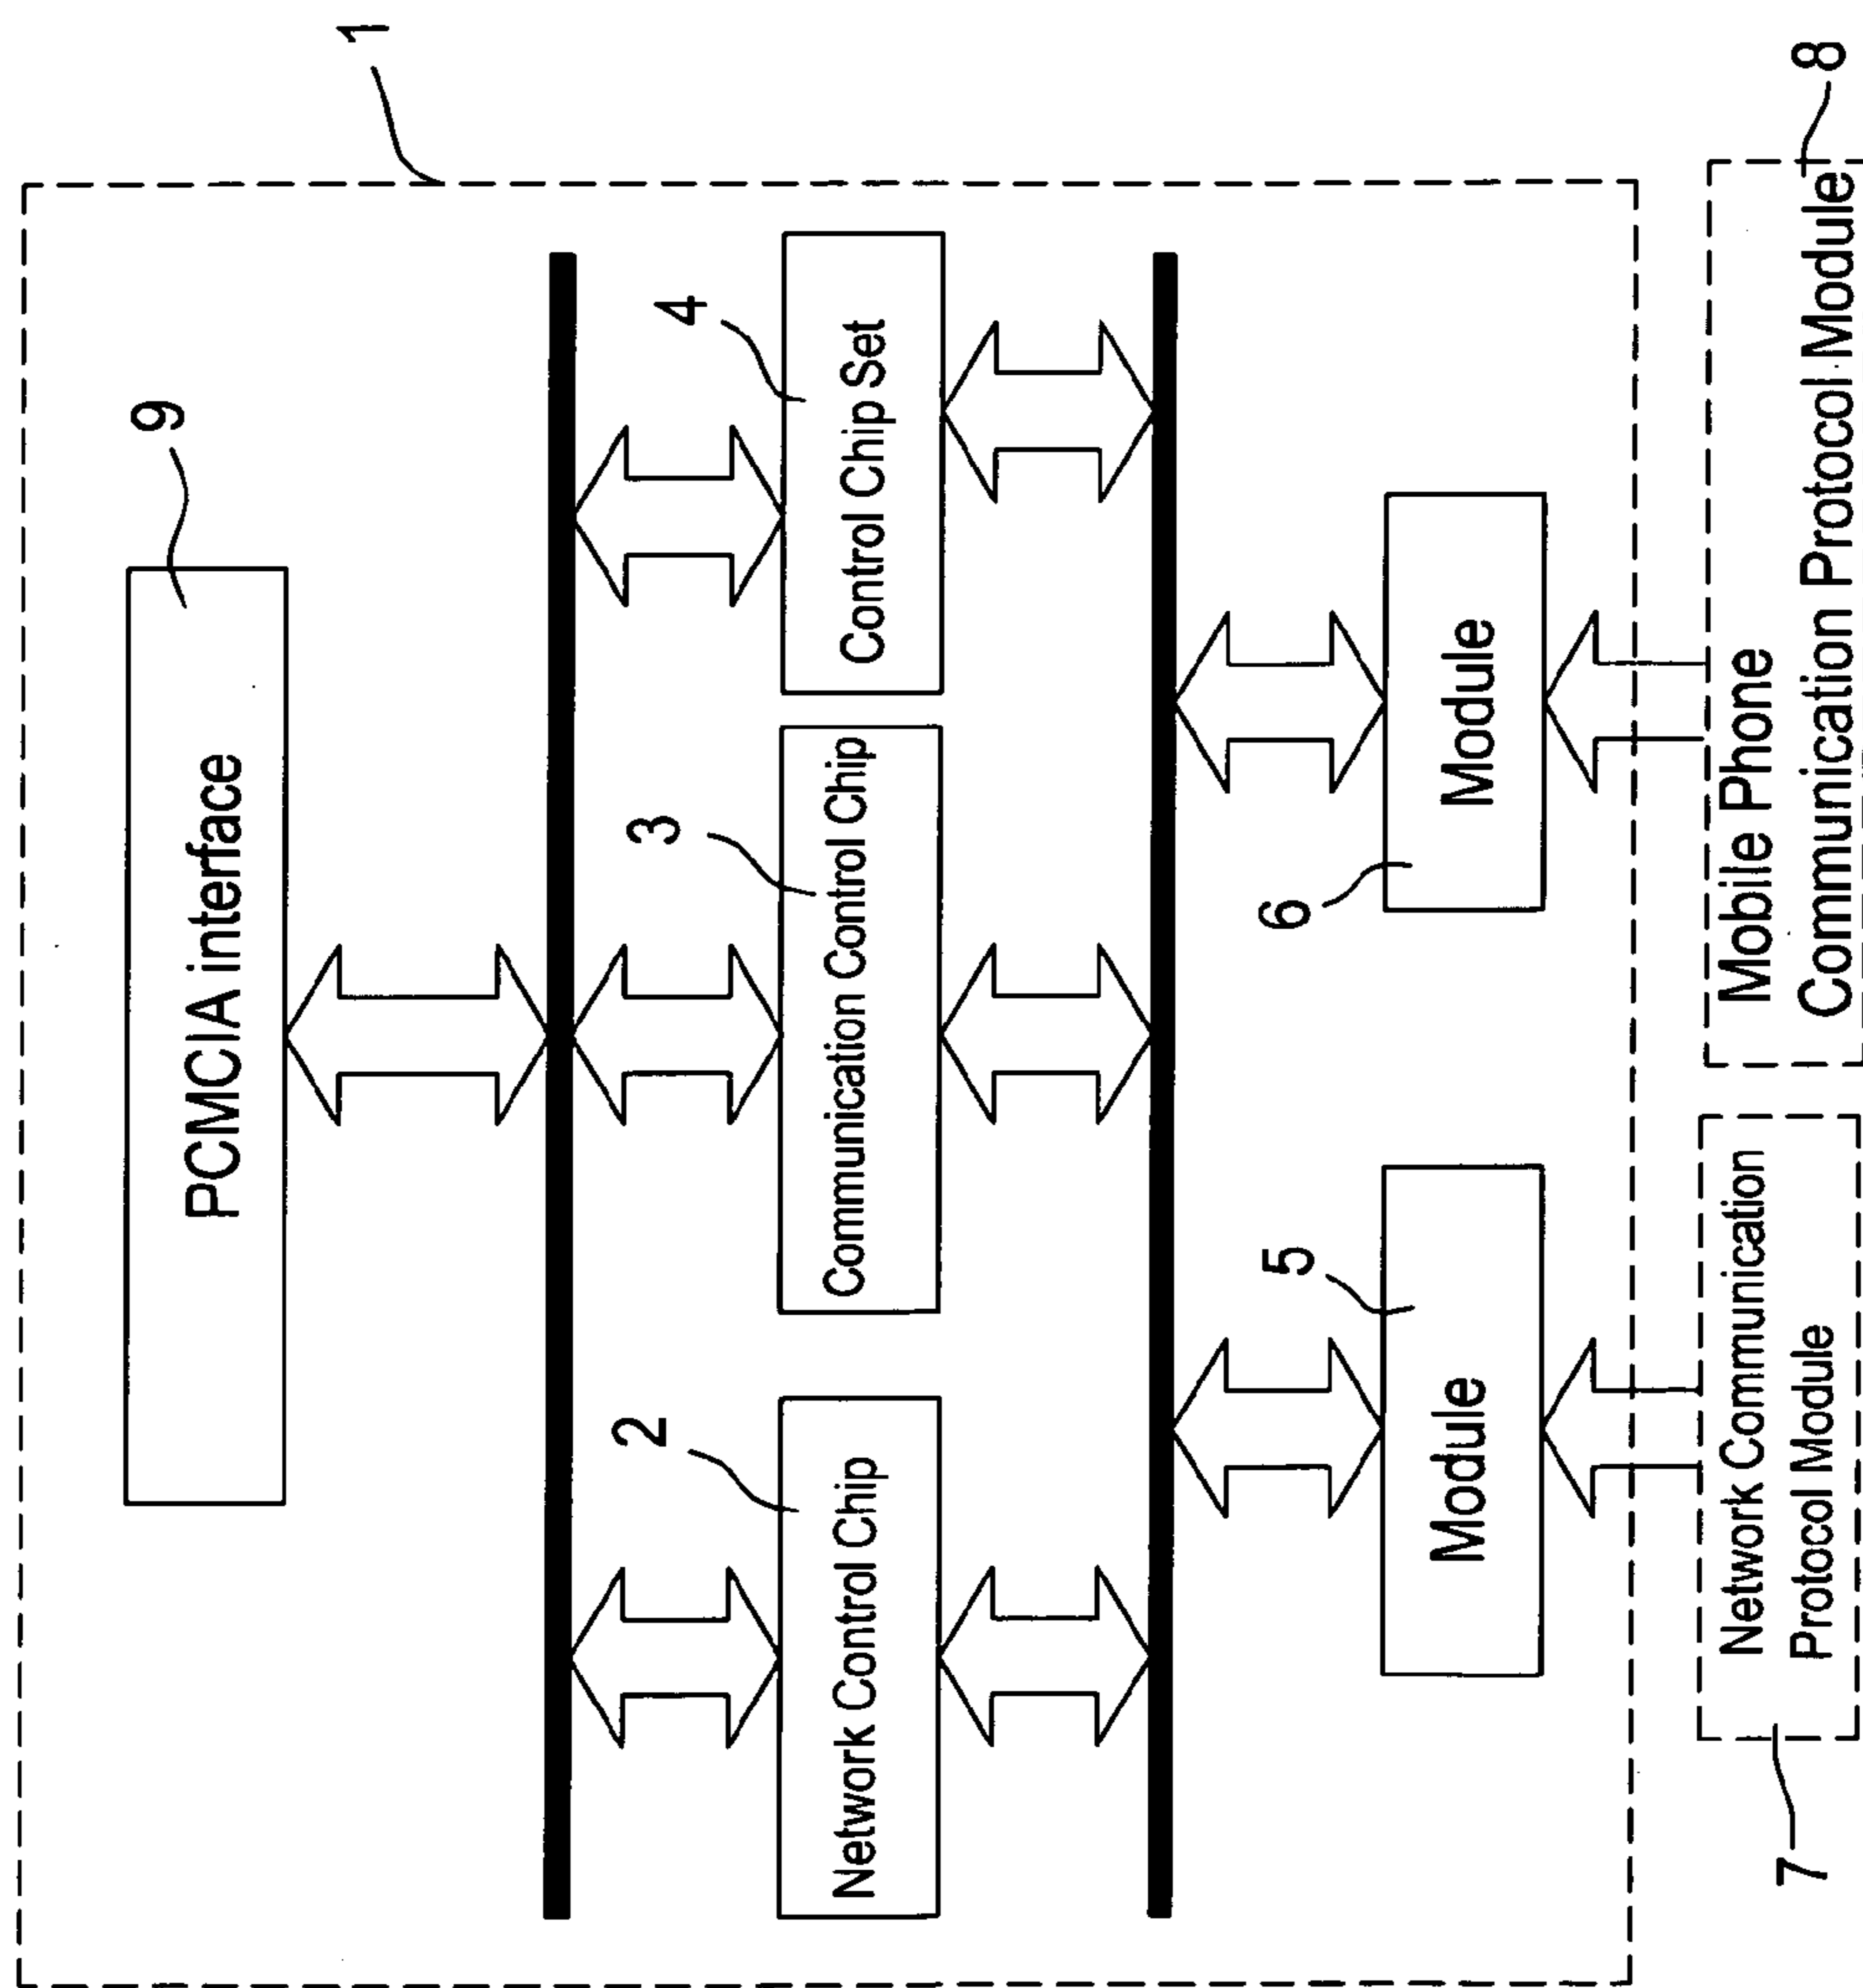 1
9
PCMCIA interface
4
Control Chip Set
3
Communication Control Chip
2
Network Control Chip
6
Module
5
Module
8
Mobile Phone
Communication Protocol Module
7
Network Communication
Protocol Module